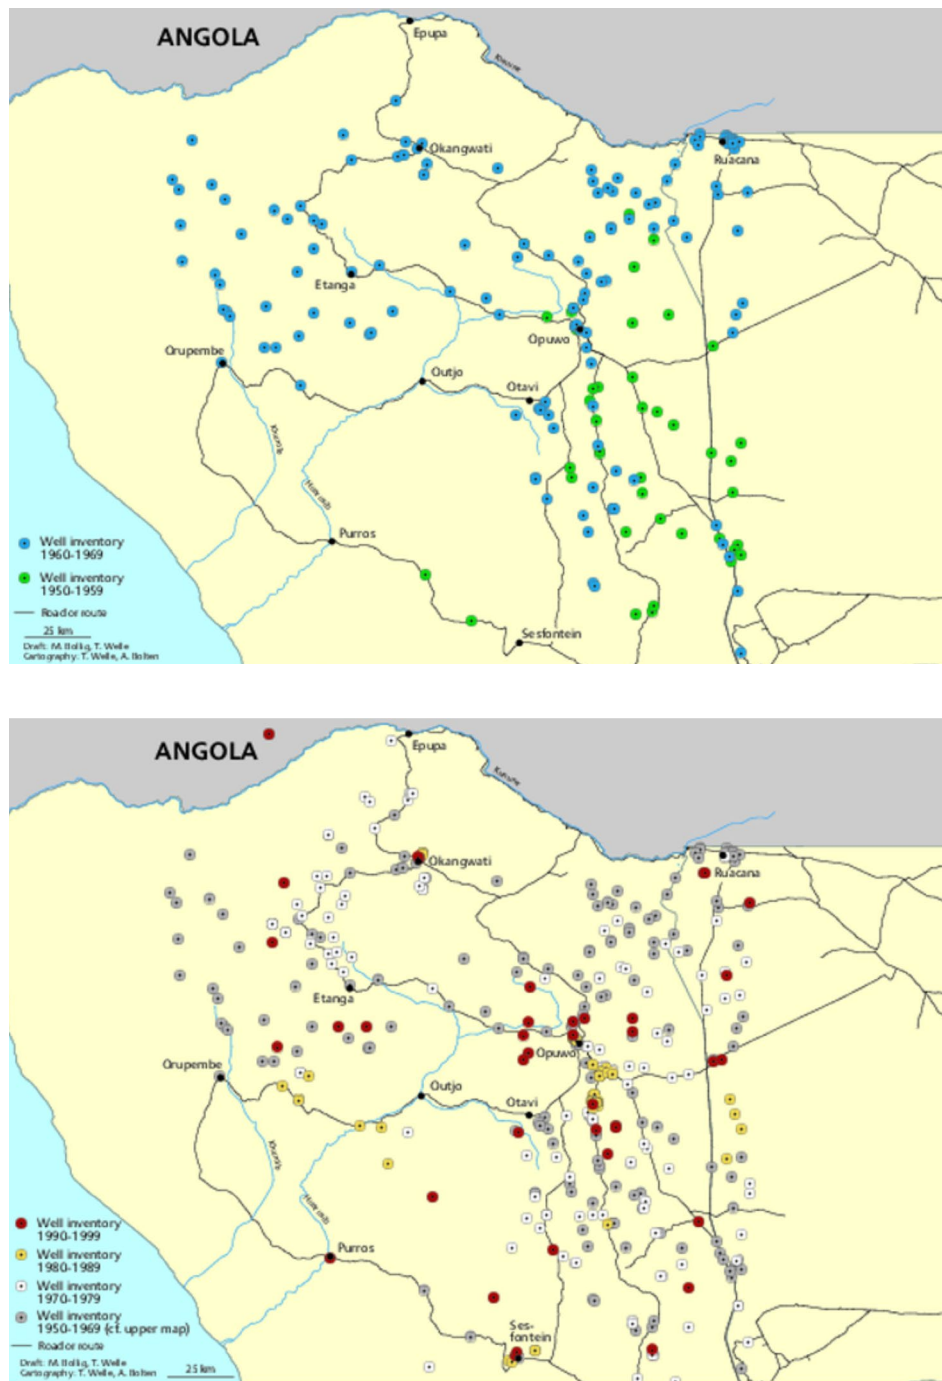 ANGOLA
Epupa
Kunene
Okangwati
Ruacana
Etanga
Opuwo
Orupembe
Outjo
Otavi
Khumib
Hoarusib
Purros
Well inventory
1960-1969
Well inventory
1950-1959
Road or route
25 km
Sesfontein
Draft: M. Bollig, T. Welle
Cartography: T. Welle, A. Bolten
ANGOLA
Epupa
Kunene
Okangwati
Ruacana
Etanga
Opuwo
Orupembe
Outjo
Otavi
Khumib
Hoarusib
Well inventory
1990-1999
Purros
Well inventory
1980-1989
Well inventory
1970-1979
Well inventory
1950-1969 (cf. upper map)
Ses-
fontein
Road or route
Draft: M. Bollig, T. Welle
Cartography: T. Welle, A. Bolten
25 km